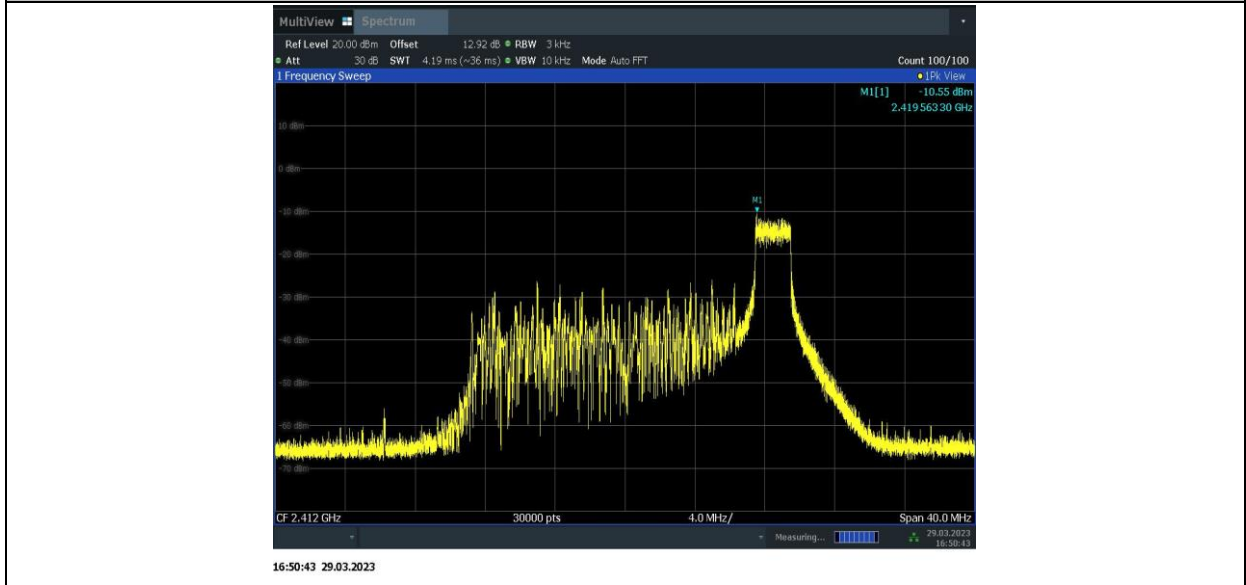 MultiView Spectrum
Ref Level 20.00 dBm Offset 12.92 dB RBW 3 kHz
Att 30 dB SWT 4.19 ms (~36 ms) VBW 10 kHz Mode Auto FFT Count 100/100
1 Frequency Sweep 1Pk View
M1[1] -10.55 dBm
2.419 563 30 GHz
10 dBm
0 dBm
M1
-10 dBm
-20 dBm
-30 dBm
-40 dBm
-50 dBm
-60 dBm
-70 dBm
CF 2.412 GHz 30000 pts 4.0 MHz/ Span 40.0 MHz
Measuring... 29.03.2023
16:50:43
16:50:43 29.03.2023